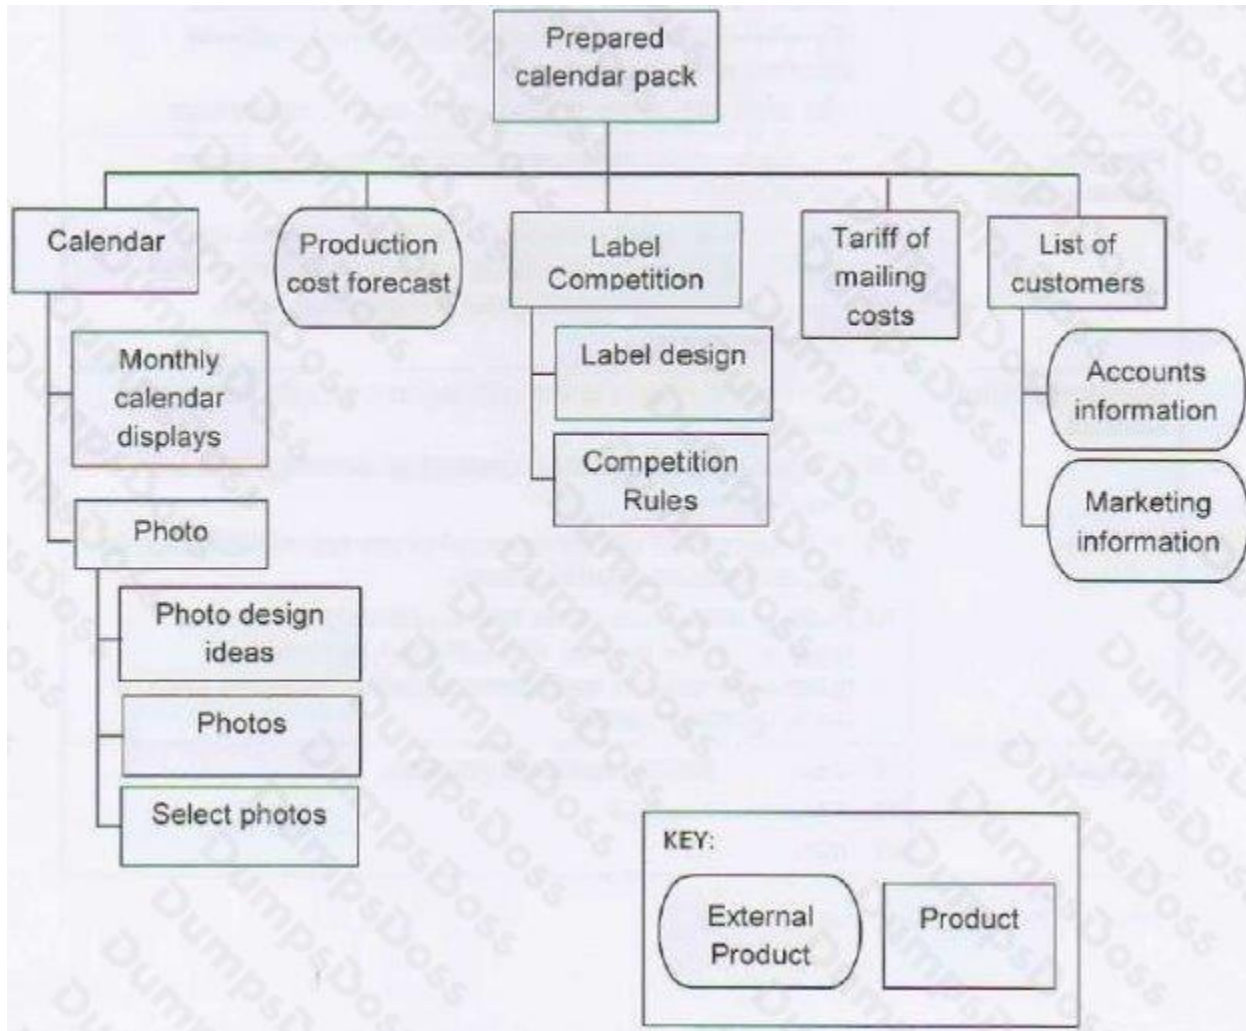 Prepared
calendar pack
Calendar
Production
cost forecast
Label
Competition
Tariff of
mailing
costs
List of
customers
Monthly
calendar
displays
Photo
Photo design
ideas
Photos
Select photos
Label design
Competition
Rules
Accounts
information
Marketing
information
KEY:
External
Product
Product
DumpsDoss